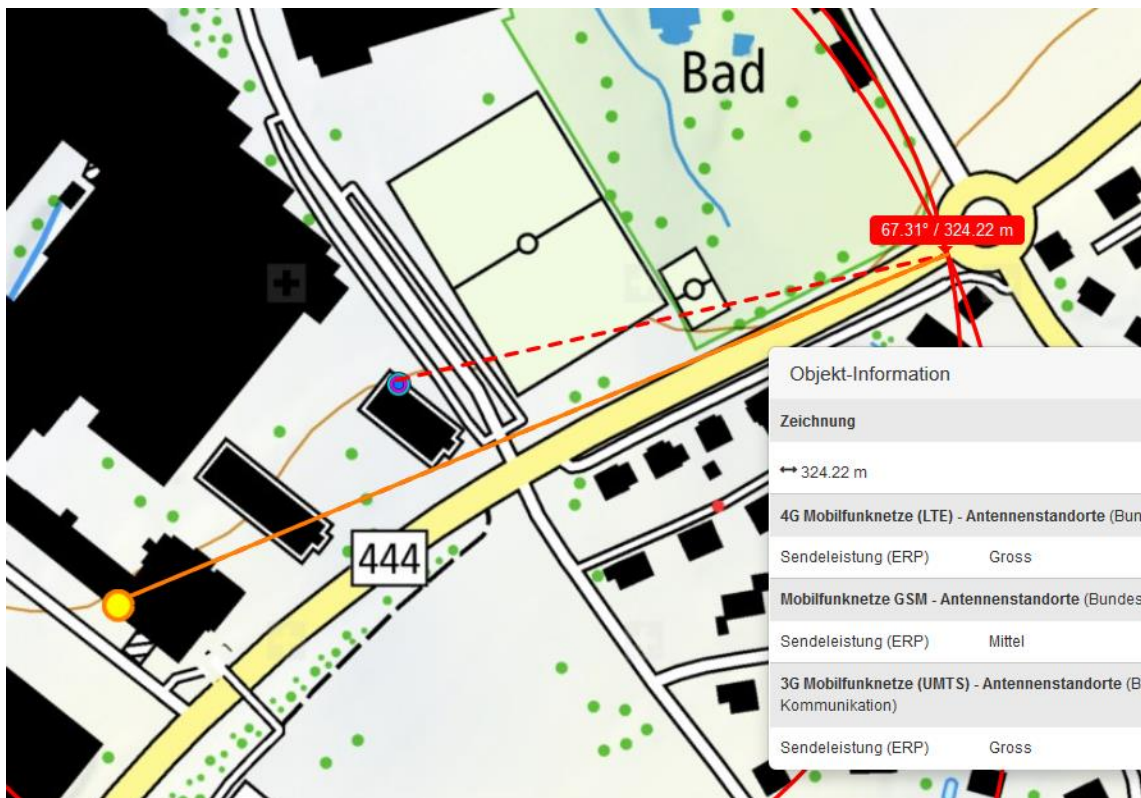 Bad
67.31° / 324.22 m
444
Objekt-Information
Zeichnung
↔ 324.22 m
4G Mobilfunknetze (LTE) - Antennenstandorte (Bun
Sendeleistung (ERP) Gross
Mobilfunknetze GSM - Antennenstandorte (Bundes
Sendeleistung (ERP) Mittel
3G Mobilfunknetze (UMTS) - Antennenstandorte (B
Kommunikation)
Sendeleistung (ERP) Gross